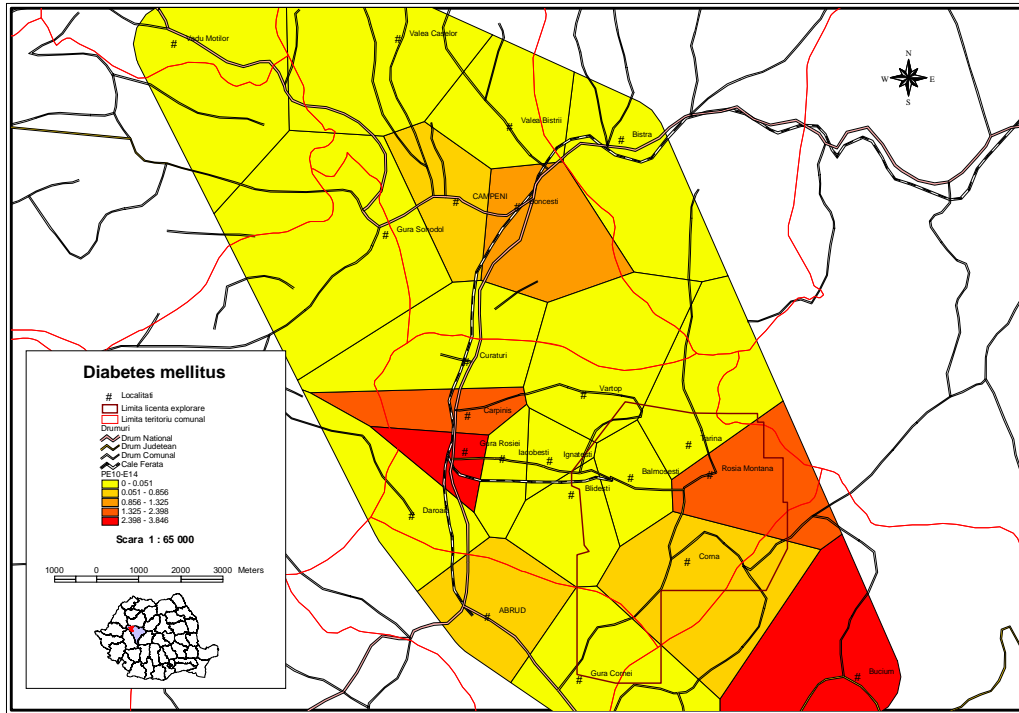 Vadu Motilor
Valea Caselor
N
W E
S
Valea Bistrii
Bistra
CAMPENI
Boncesti
Gura Sohodol
Curaturi
Vartop
Carpinis
Tarina
Gura Rosiei
Iacobesti
Ignatesti
Balmosesti
Rosia Montana
Blidesti
Daroaia
Corna
ABRUD
Gura Cornei
Bucium
Diabetes mellitus
# Localitati
Limita licenta explorare
Limita teritoriu comunal
Drumuri
Drum National
Drum Judetean
Drum Comunal
Cale Ferata
PE10-E14
0 - 0.051
0.051 - 0.856
0.856 - 1.325
1.325 - 2.398
2.398 - 3.846
Scara 1 : 65 000
1000 0 1000 2000 3000 Meters